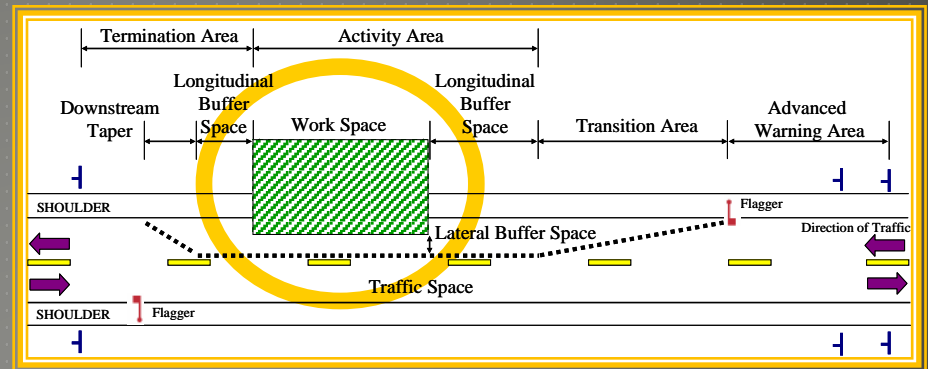 Termination Area
Activity Area
Longitudinal
Buffer
Space
Longitudinal
Buffer
Space
Downstream
Taper
Work Space
Transition Area
Advanced
Warning Area
SHOULDER
Flagger
Direction of Traffic
Lateral Buffer Space
Traffic Space
SHOULDER
Flagger